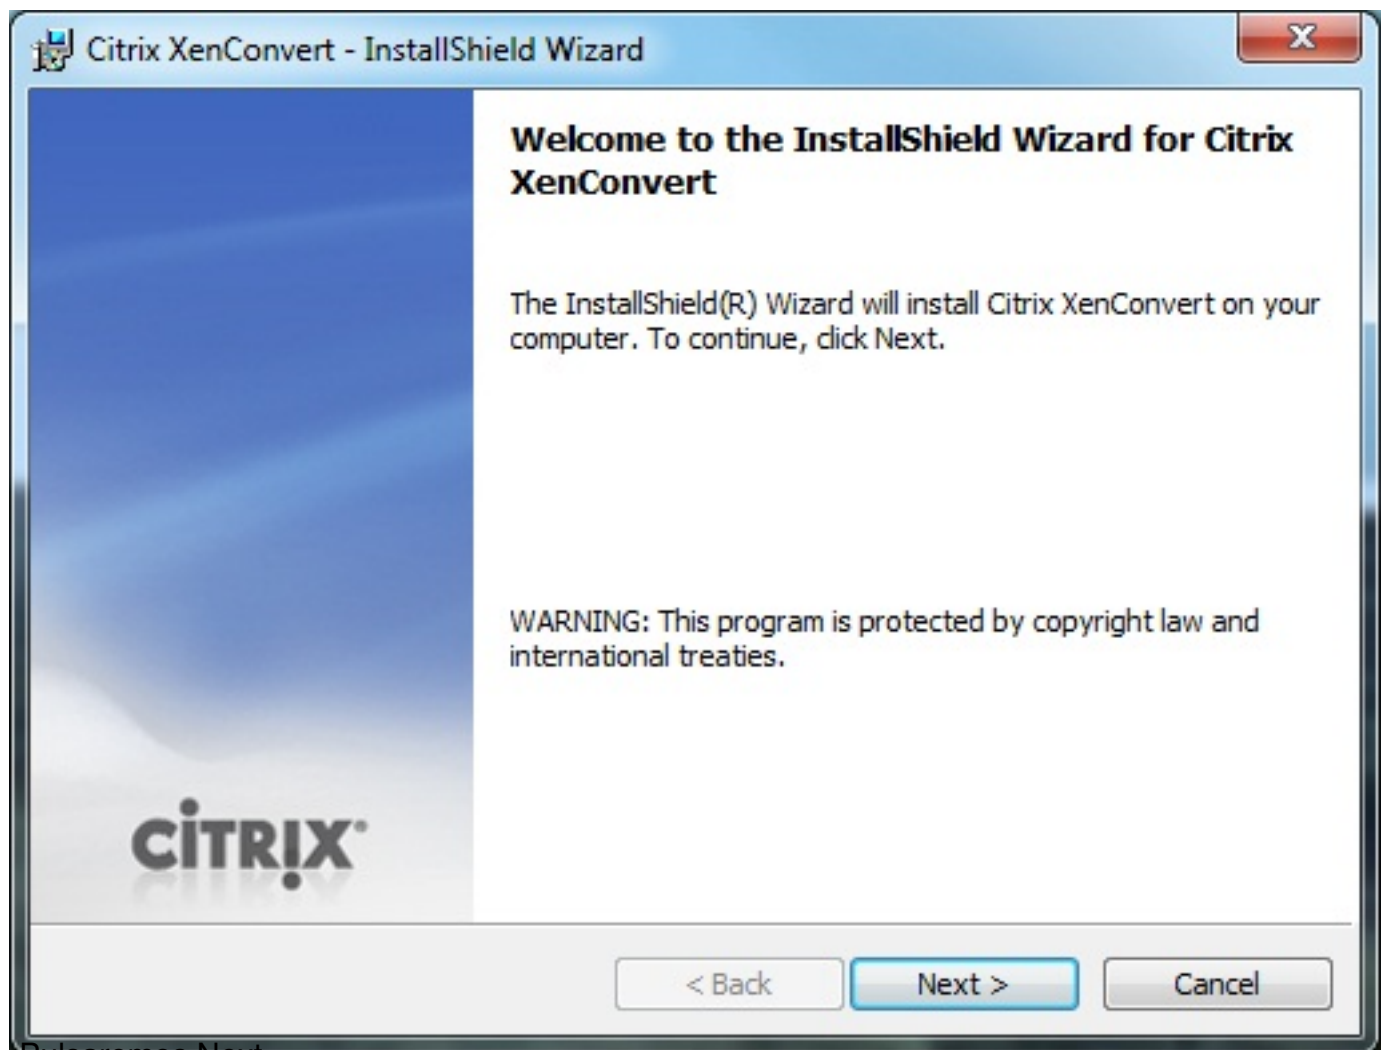 Citrix XenConvert - InstallShield Wizard
Welcome to the InstallShield Wizard for Citrix
XenConvert
The InstallShield(R) Wizard will install Citrix XenConvert on your
computer. To continue, click Next.
WARNING: This program is protected by copyright law and
international treaties.
CITRIX
< Back
Next >
Cancel
Pulsaremos Next